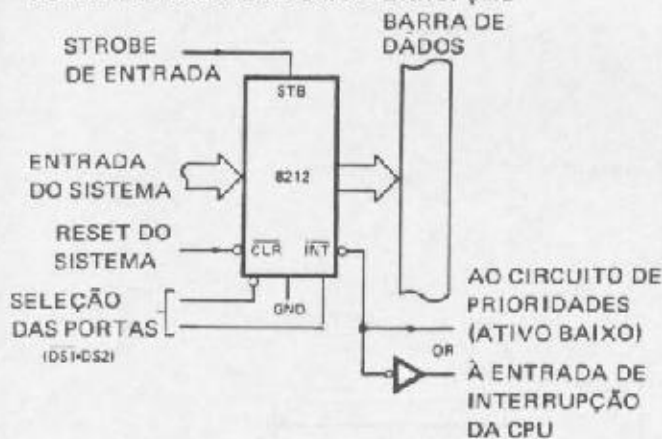 BARRA DE
DADOS
STROBE
DE ENTRADA
STB
ENTRADA
DO SISTEMA
8212
RESET DO
SISTEMA
CLR
INT
SELEÇÃO
DAS PORTAS
(DS1•DS2)
GND
AO CIRCUITO DE
PRIORIDADES
(ATIVO BAIXO)
OR
À ENTRADA DE
INTERRUPÇÃO
DA CPU